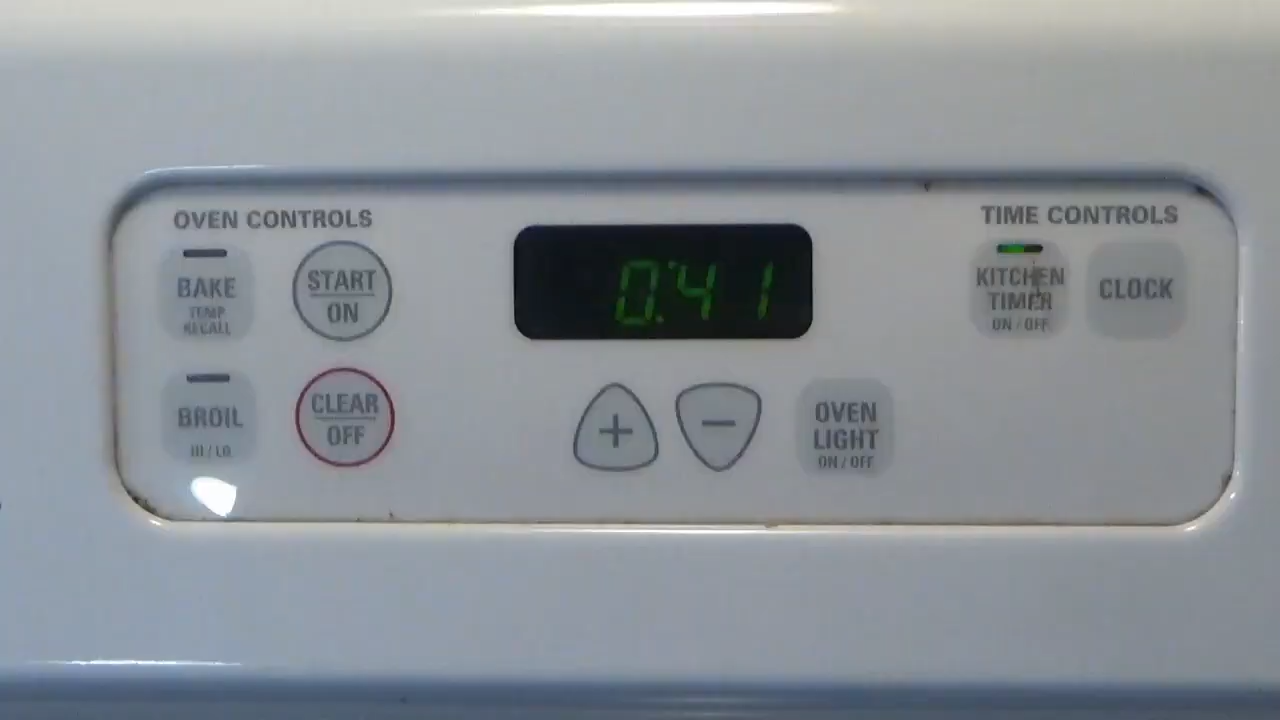 OVEN CONTROLS
BAKE
TEMP
RECALL
START
ON
BROIL
HI / LO
CLEAR
OFF
0:41
+
−
OVEN
LIGHT
ON / OFF
TIME CONTROLS
KITCHEN
TIMER
ON / OFF
CLOCK